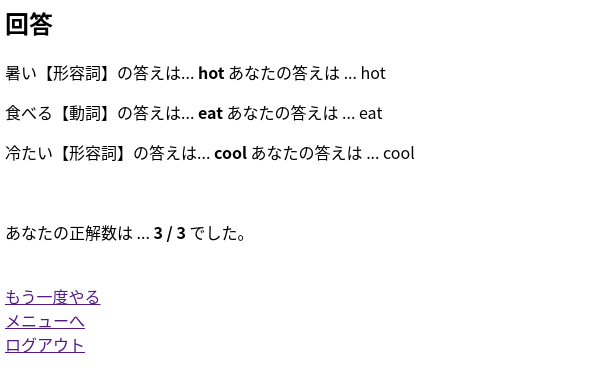 回答
暑い【形容詞】の答えは... hot あなたの答えは ... hot
食べる【動詞】の答えは... eat あなたの答えは ... eat
冷たい【形容詞】の答えは... cool あなたの答えは ... cool
あなたの正解数は ... 3 / 3 でした。
もう一度やる
メニューへ
ログアウト